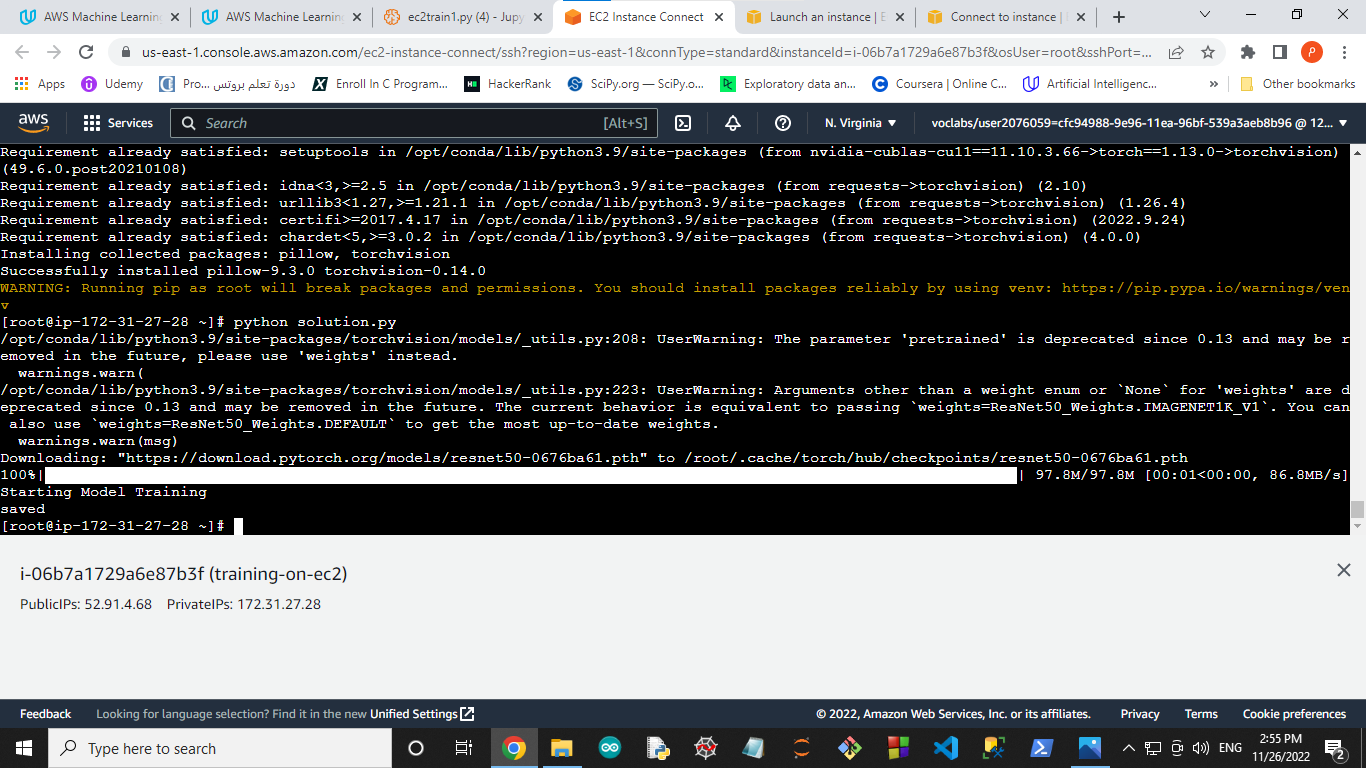 AWS Machine Learnin
AWS Machine Learnin
ec2train1.py (4) - Jupy
EC2 Instance Connect
Launch an instance | E
Connect to instance |
us-east-1.console.aws.amazon.com/ec2-instance-connect/ssh?region=us-east-1&connType=standard&instanceId=i-06b7a1729a6e87b3f&osUser=root&sshPort=...
P
Apps
Udemy
Pro... دورة تعلم بروتس
Enroll In C Program...
HackerRank
SciPy.org — SciPy.o...
Exploratory data an...
Coursera | Online C...
Artificial Intelligenc...
»
Other bookmarks
aws
Services
Search
[Alt+S]
N. Virginia
voclabs/user2076059=cfc94988-9e96-11ea-96bf-539a3aeb8b96 @ 12...
Requirement already satisfied: setuptools in /opt/conda/lib/python3.9/site-packages (from nvidia-cublas-cu11==11.10.3.66->torch==1.13.0->torchvision)
(49.6.0.post20210108)
Requirement already satisfied: idna<3,>=2.5 in /opt/conda/lib/python3.9/site-packages (from requests->torchvision) (2.10)
Requirement already satisfied: urllib3<1.27,>=1.21.1 in /opt/conda/lib/python3.9/site-packages (from requests->torchvision) (1.26.4)
Requirement already satisfied: certifi>=2017.4.17 in /opt/conda/lib/python3.9/site-packages (from requests->torchvision) (2022.9.24)
Requirement already satisfied: chardet<5,>=3.0.2 in /opt/conda/lib/python3.9/site-packages (from requests->torchvision) (4.0.0)
Installing collected packages: pillow, torchvision
Successfully installed pillow-9.3.0 torchvision-0.14.0
WARNING: Running pip as root will break packages and permissions. You should install packages reliably by using venv: https://pip.pypa.io/warnings/ven
v
[root@ip-172-31-27-28 ~]# python solution.py
/opt/conda/lib/python3.9/site-packages/torchvision/models/_utils.py:208: UserWarning: The parameter 'pretrained' is deprecated since 0.13 and may be r
emoved in the future, please use 'weights' instead.
warnings.warn(
/opt/conda/lib/python3.9/site-packages/torchvision/models/_utils.py:223: UserWarning: Arguments other than a weight enum or `None` for 'weights' are d
eprecated since 0.13 and may be removed in the future. The current behavior is equivalent to passing `weights=ResNet50_Weights.IMAGENET1K_V1`. You can
also use `weights=ResNet50_Weights.DEFAULT` to get the most up-to-date weights.
warnings.warn(msg)
Downloading: "https://download.pytorch.org/models/resnet50-0676ba61.pth" to /root/.cache/torch/hub/checkpoints/resnet50-0676ba61.pth
100%| | 97.8M/97.8M [00:01<00:00, 86.8MB/s]
Starting Model Training
saved
[root@ip-172-31-27-28 ~]#
i-06b7a1729a6e87b3f (training-on-ec2)
PublicIPs: 52.91.4.68 PrivateIPs: 172.31.27.28
Feedback
Looking for language selection? Find it in the new Unified Settings
© 2022, Amazon Web Services, Inc. or its affiliates.
Privacy
Terms
Cookie preferences
Type here to search
ENG
2:55 PM
11/26/2022
2